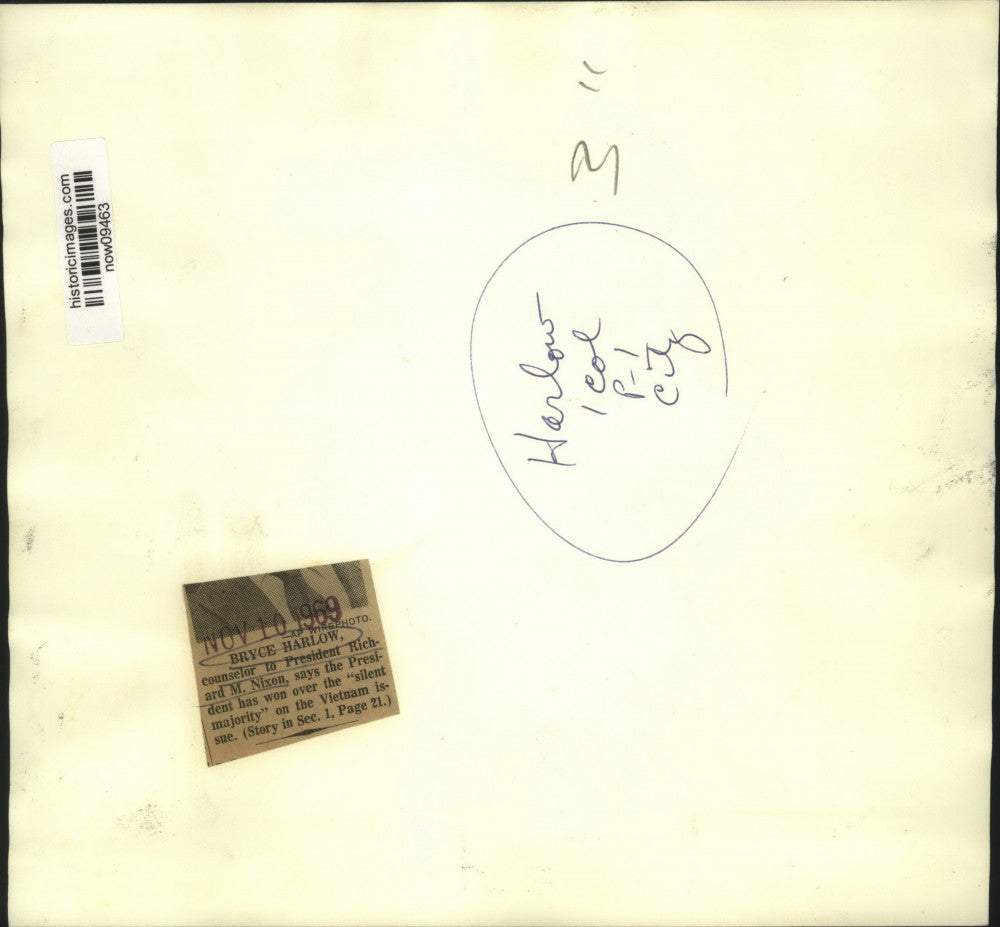 3"
historicimages.com
now09463
Harlow
1 col
P-1
City
NOV 10 1969
—AP WIREPHOTO.
BRYCE HARLOW,
counselor to President Rich-
ard M. Nixon, says the Presi-
dent has won over the "silent
majority" on the Vietnam is-
sue. (Story in Sec. 1, Page 21.)